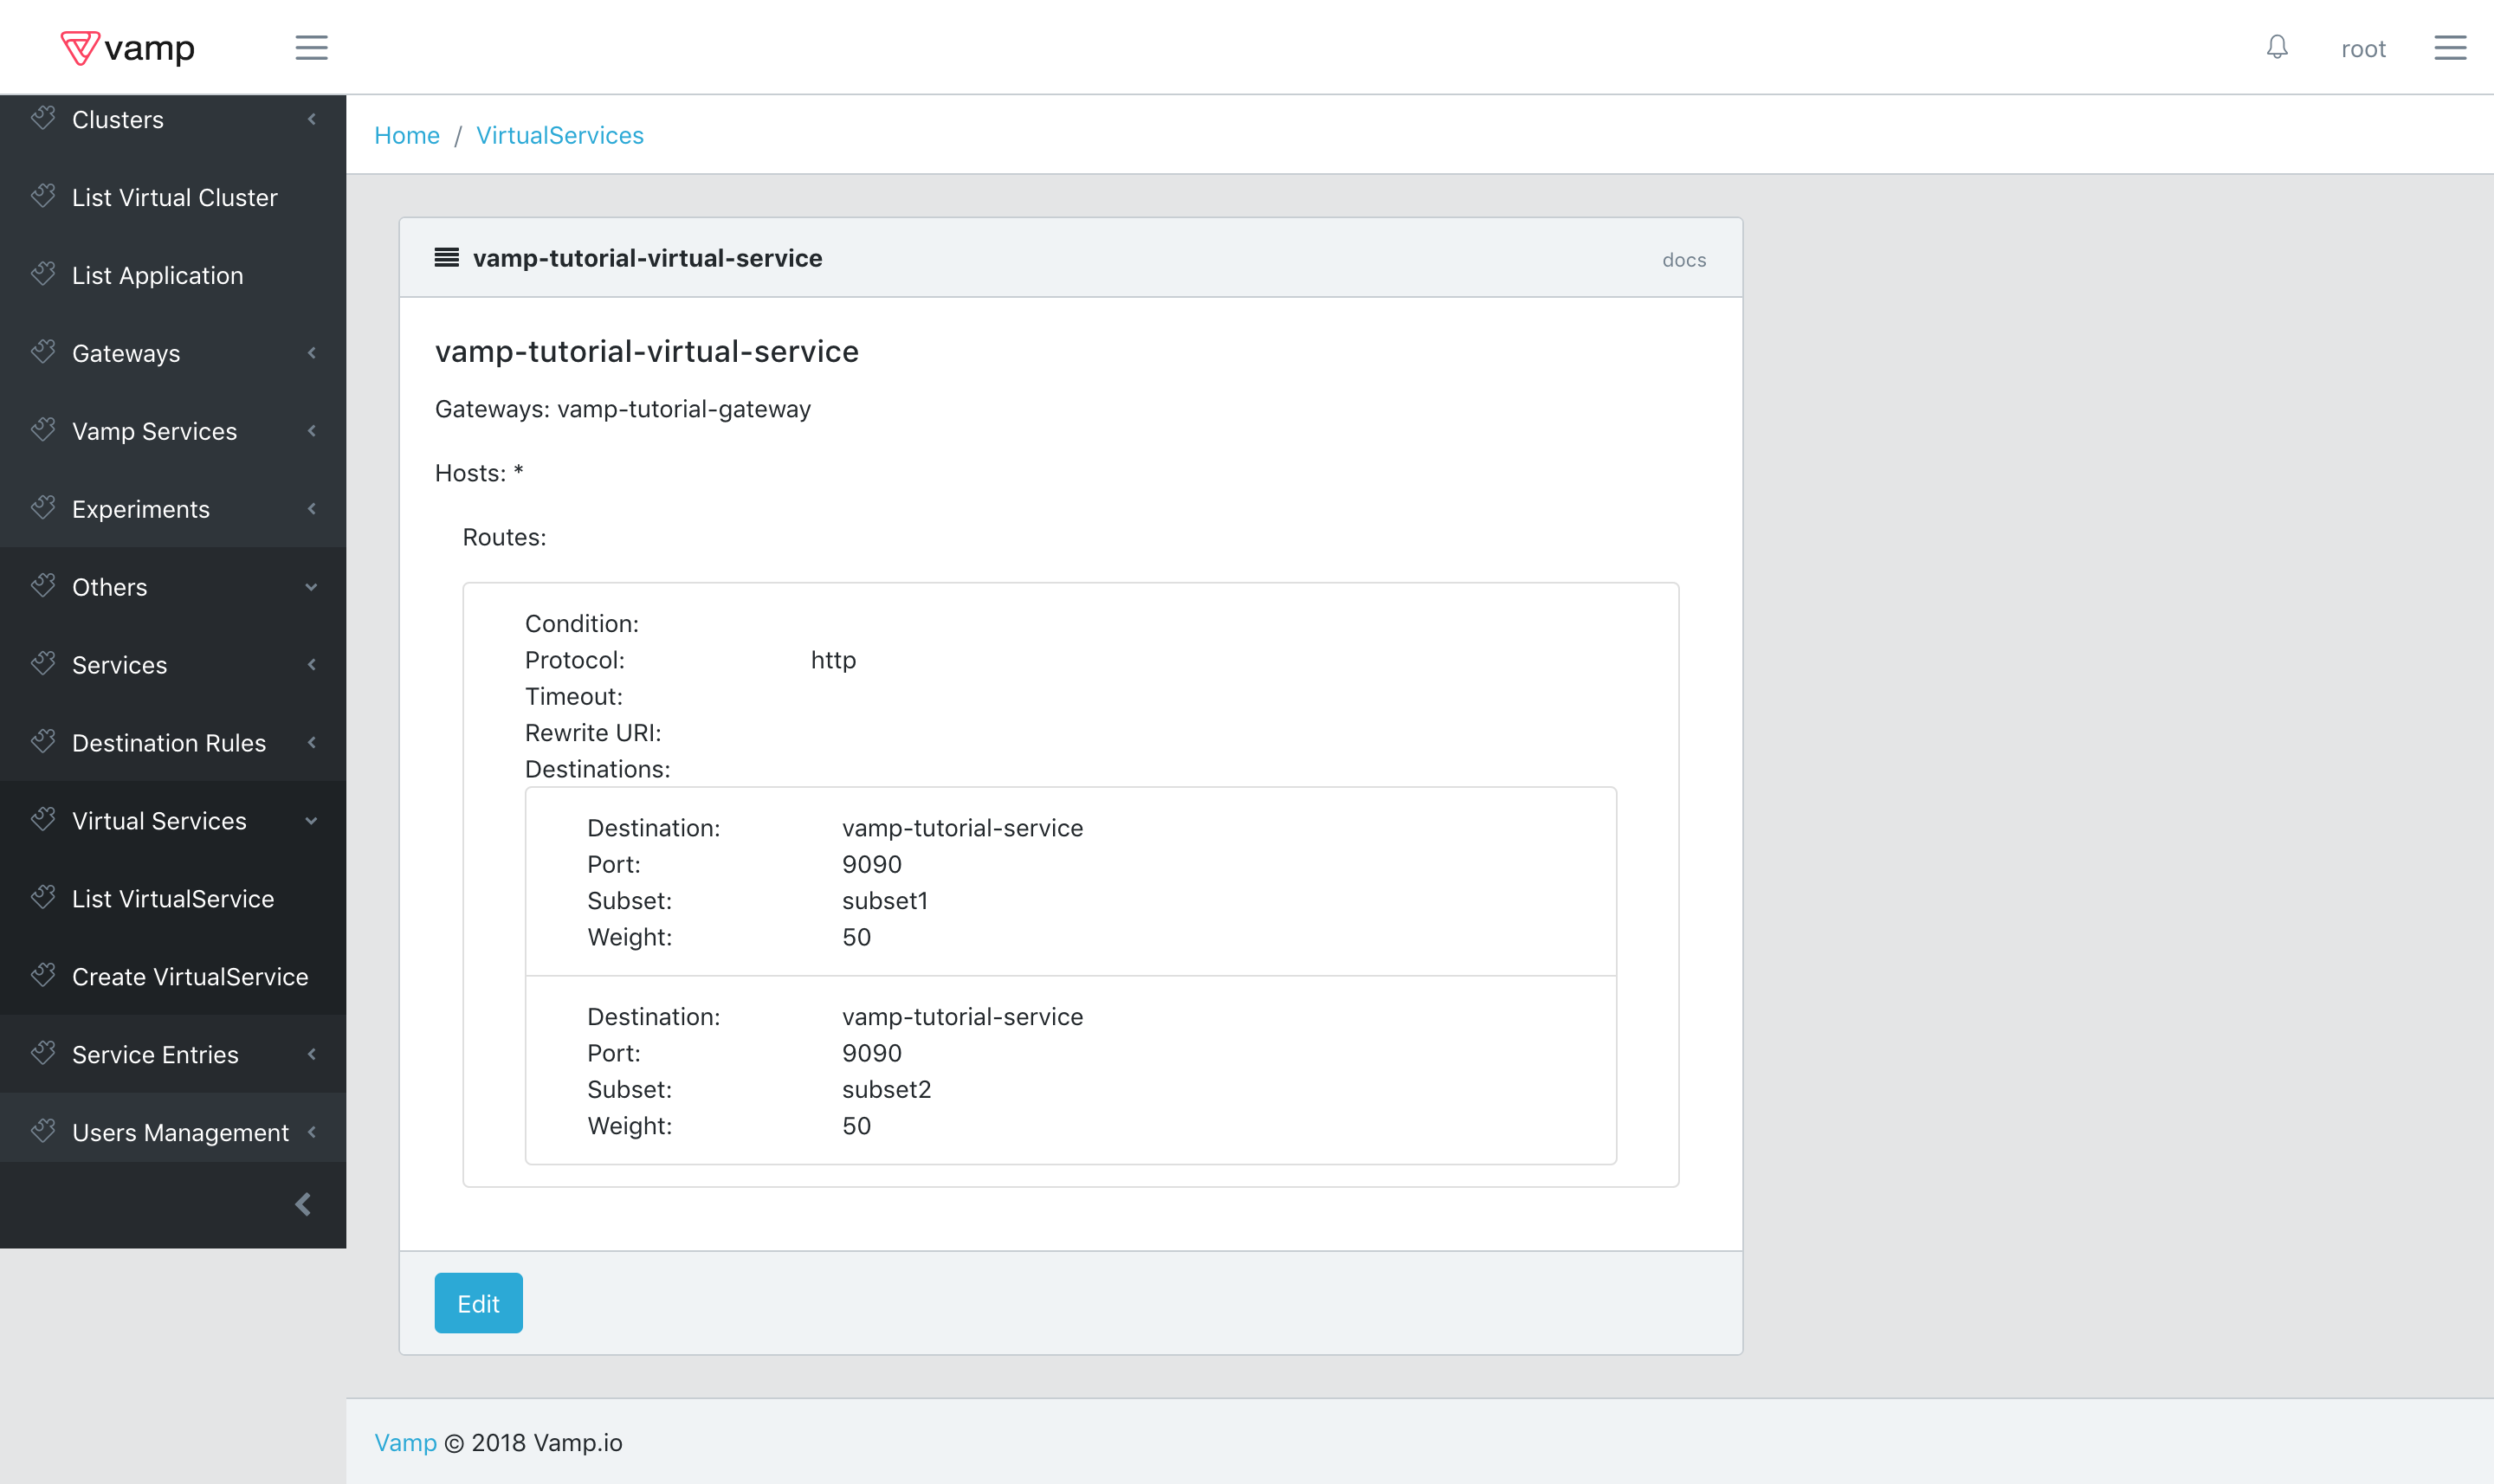 vamp
root
Clusters
List Virtual Cluster
List Application
Gateways
Vamp Services
Experiments
Others
Services
Destination Rules
Virtual Services
List VirtualService
Create VirtualService
Service Entries
Users Management
Home / VirtualServices
vamp-tutorial-virtual-service
docs
vamp-tutorial-virtual-service
Gateways: vamp-tutorial-gateway
Hosts: *
Routes:
Condition:
Protocol: http
Timeout:
Rewrite URI:
Destinations:
Destination: vamp-tutorial-service
Port: 9090
Subset: subset1
Weight: 50
Destination: vamp-tutorial-service
Port: 9090
Subset: subset2
Weight: 50
Edit
Vamp © 2018 Vamp.io